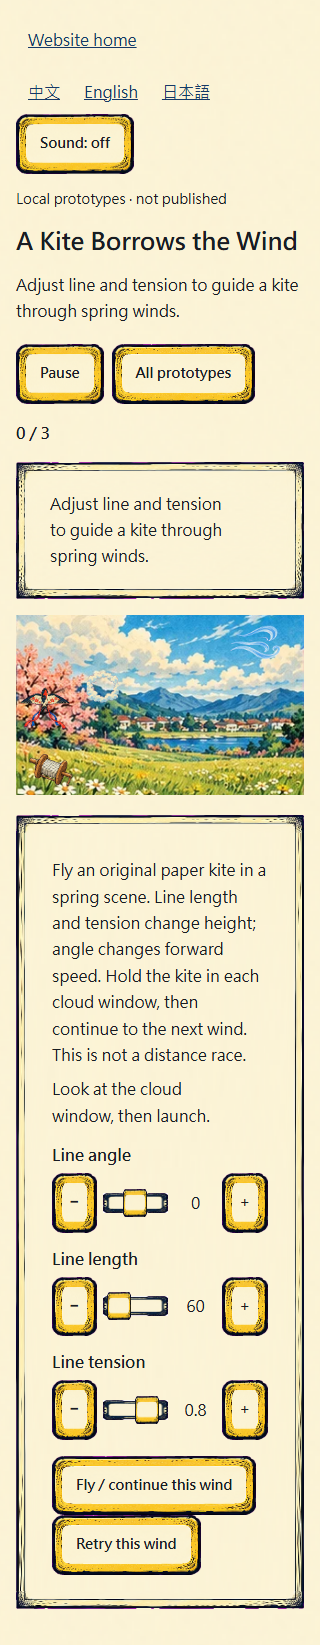 Website home
中文 English 日本語
Sound: off
Local prototypes · not published
A Kite Borrows the Wind
Adjust line and tension to guide a kite
through spring winds.
Pause All prototypes
0 / 3
Adjust line and tension
to guide a kite through
spring winds.
Fly an original paper kite in a
spring scene. Line length
and tension change height;
angle changes forward
speed. Hold the kite in each
cloud window, then
continue to the next wind.
This is not a distance race.
Look at the cloud
window, then launch.
Line angle
− 0 +
Line length
− 60 +
Line tension
− 0.8 +
Fly / continue this wind
Retry this wind